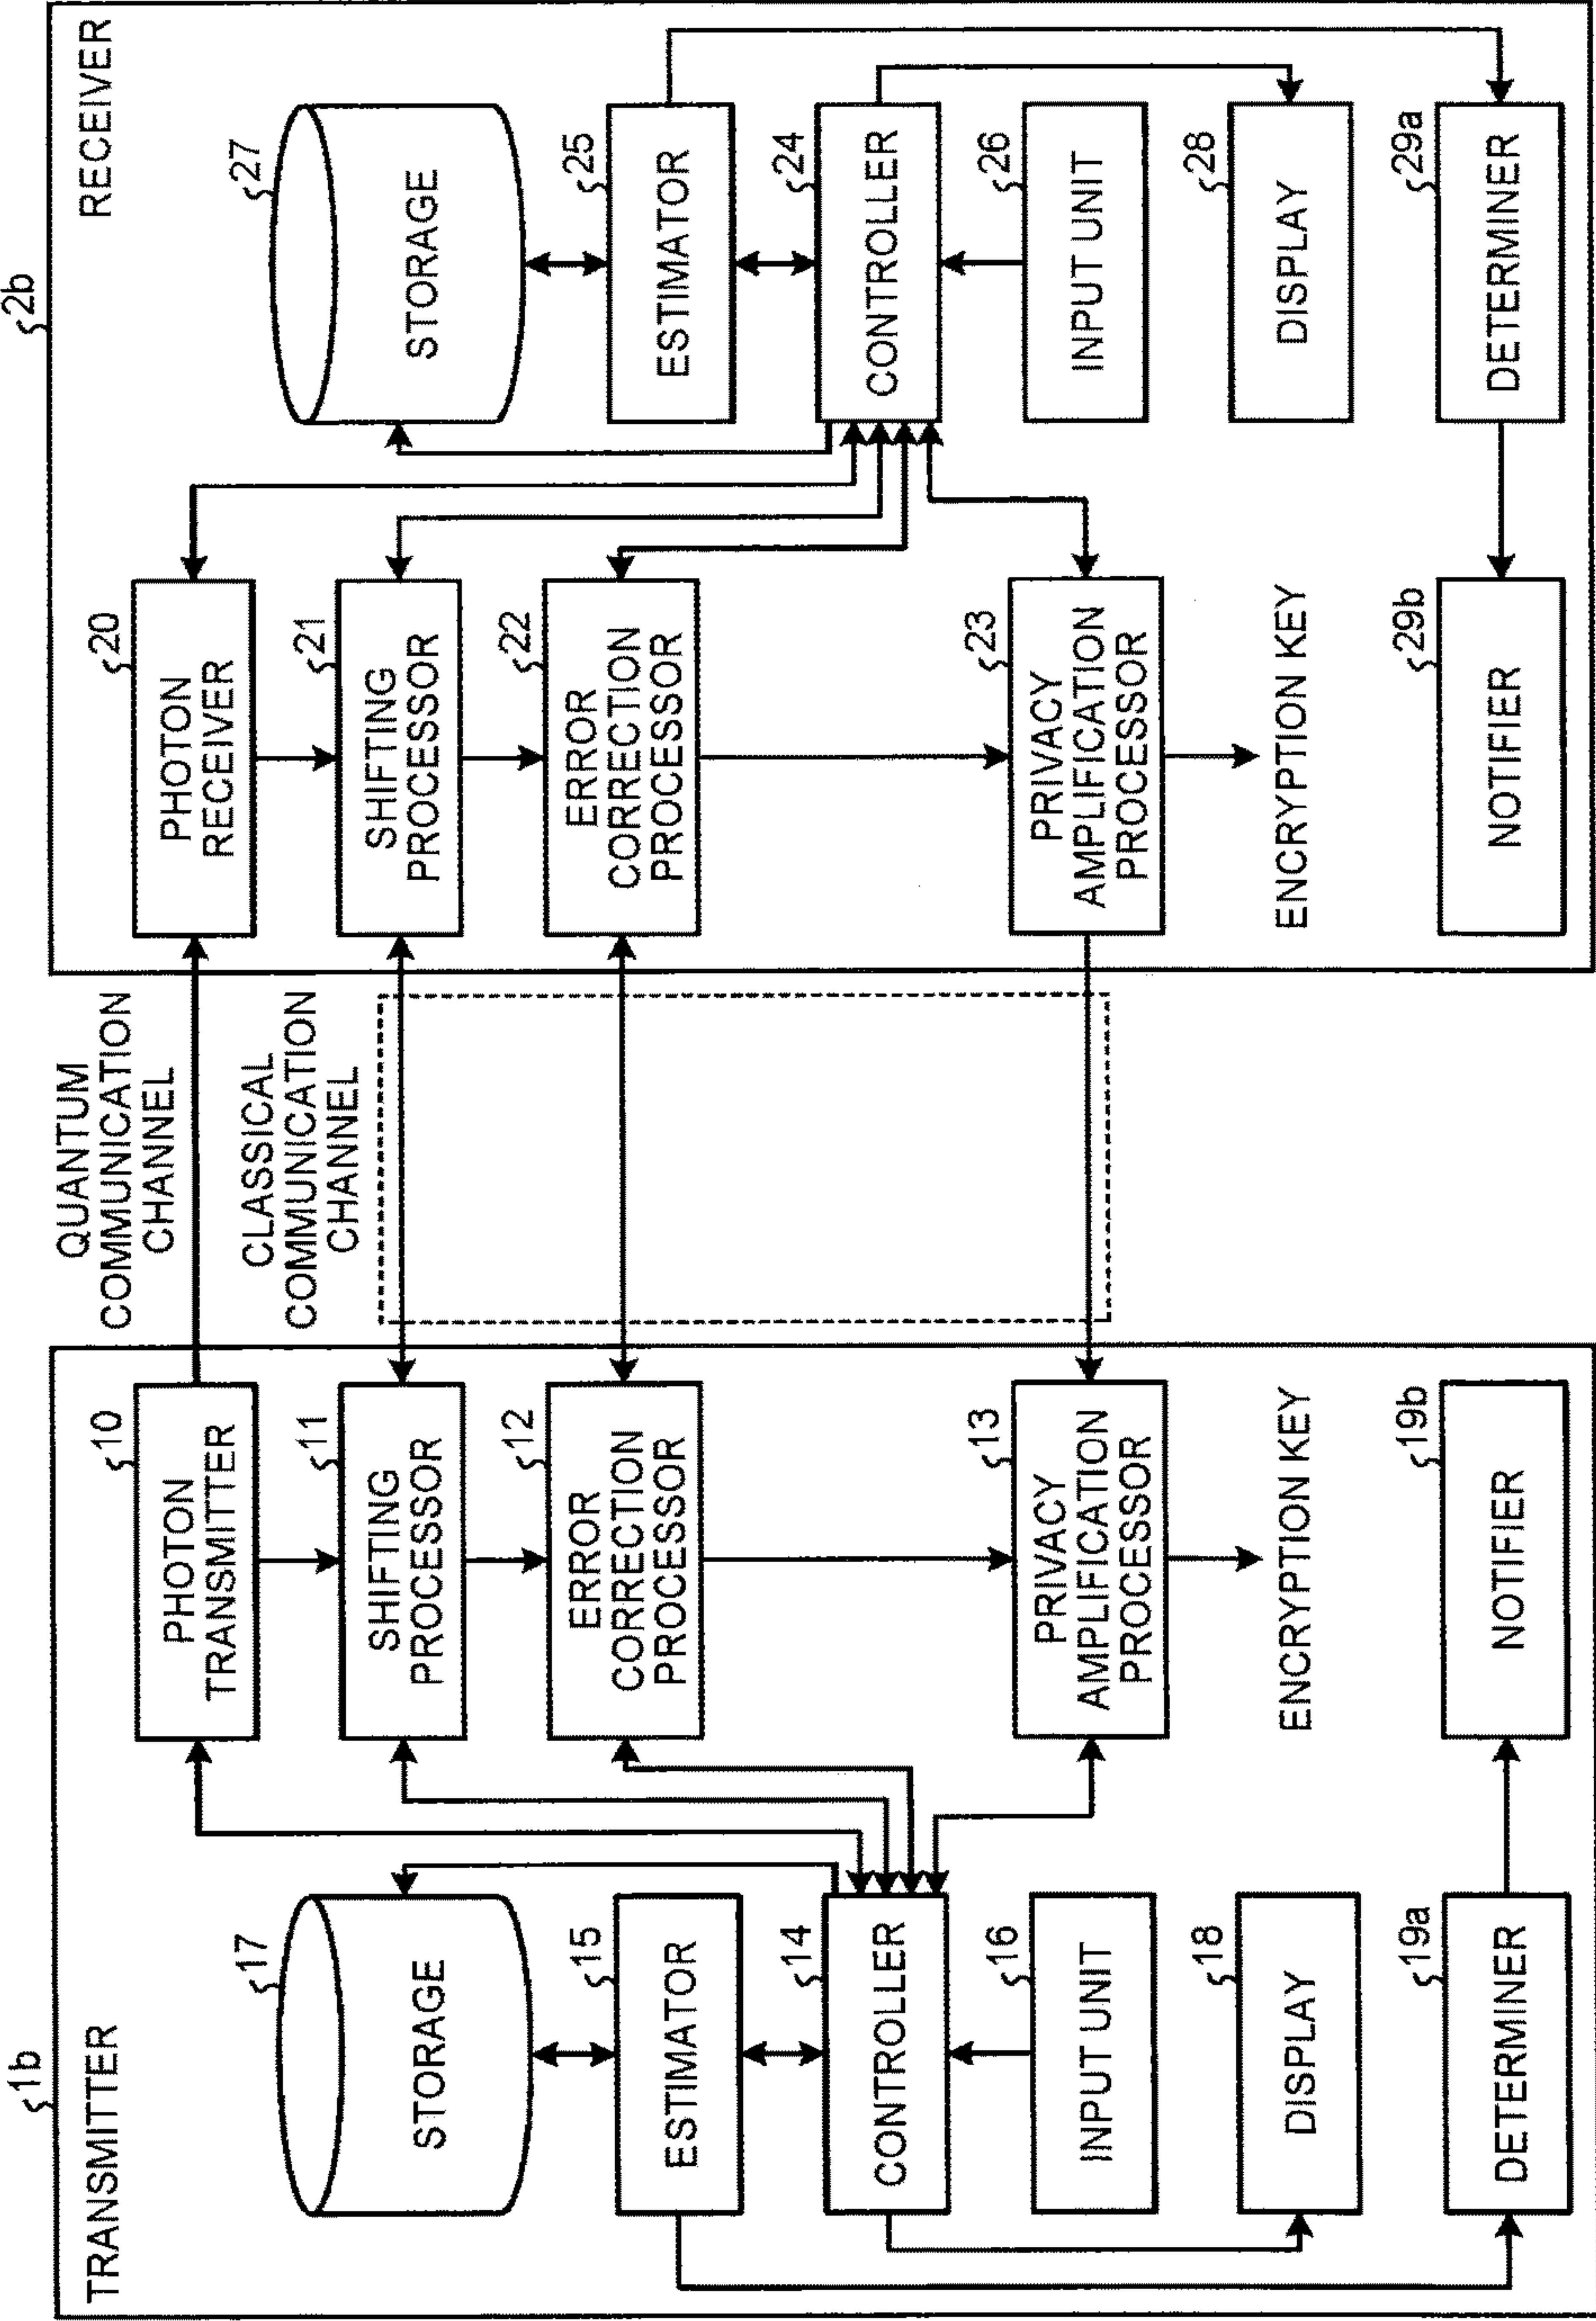 1b
TRANSMITTER
17
STORAGE
15
ESTIMATOR
14
CONTROLLER
16
INPUT UNIT
18
DISPLAY
19a
DETERMINER
10
PHOTON
TRANSMITTER
11
SHIFTING
PROCESSOR
12
ERROR
CORRECTION
PROCESSOR
13
PRIVACY
AMPLIFICATION
PROCESSOR
ENCRYPTION KEY
19b
NOTIFIER
QUANTUM
COMMUNICATION
CHANNEL
CLASSICAL
COMMUNICATION
CHANNEL
2b
RECEIVER
20
PHOTON
RECEIVER
21
SHIFTING
PROCESSOR
22
ERROR
CORRECTION
PROCESSOR
23
PRIVACY
AMPLIFICATION
PROCESSOR
ENCRYPTION KEY
29b
NOTIFIER
27
STORAGE
25
ESTIMATOR
24
CONTROLLER
26
INPUT UNIT
28
DISPLAY
29a
DETERMINER